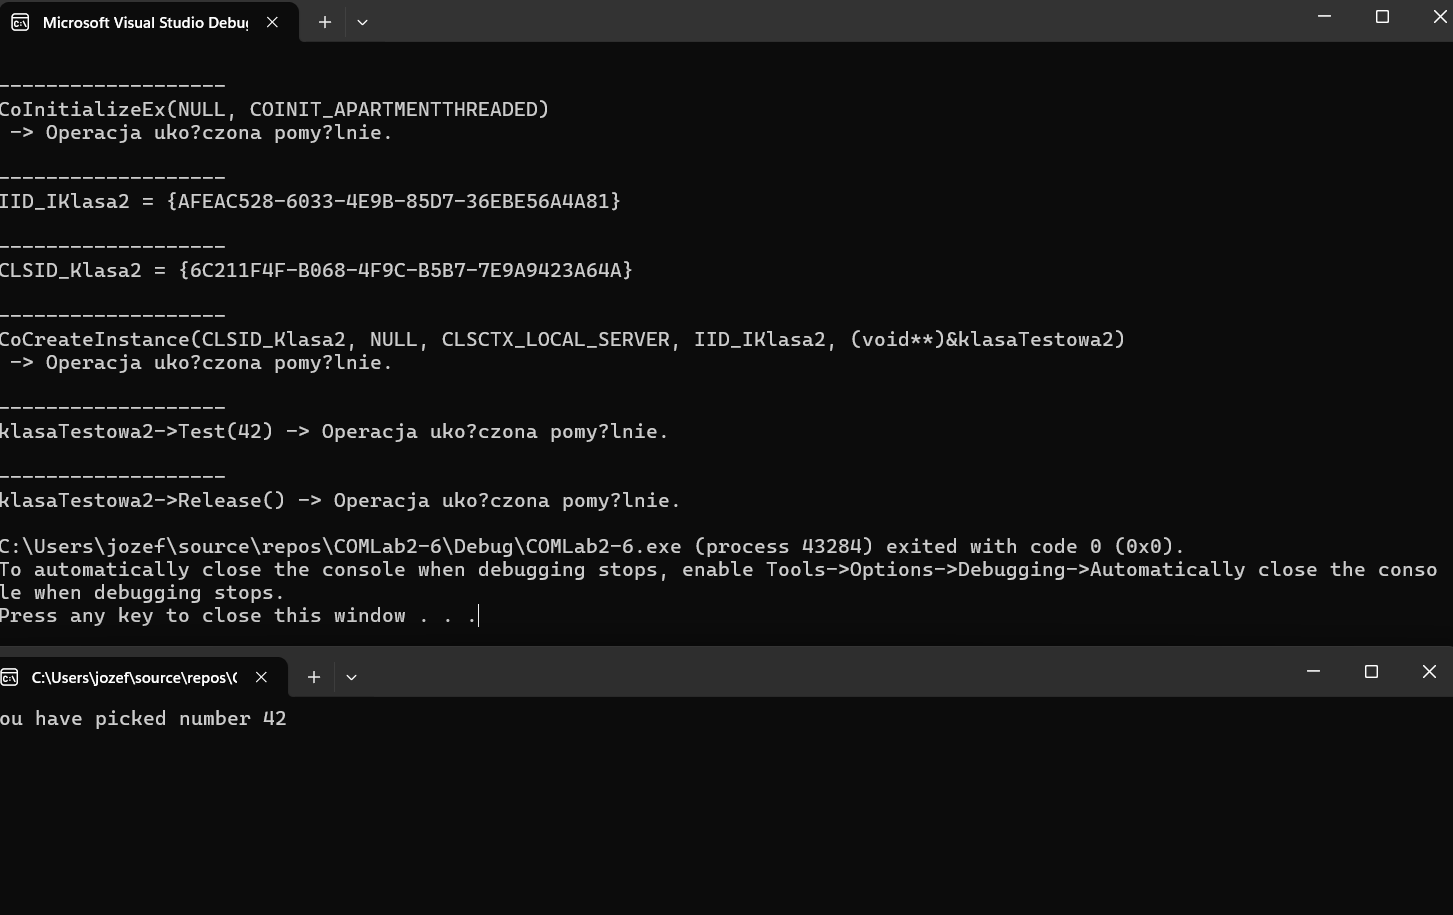 Microsoft Visual Studio Debu
-------------------
CoInitializeEx(NULL, COINIT_APARTMENTTHREADED)
-> Operacja uko?czona pomy?lnie.
-------------------
IID_IKlasa2 = {AFEAC528-6033-4E9B-85D7-36EBE56A4A81}
-------------------
CLSID_Klasa2 = {6C211F4F-B068-4F9C-B5B7-7E9A9423A64A}
-------------------
CoCreateInstance(CLSID_Klasa2, NULL, CLSCTX_LOCAL_SERVER, IID_IKlasa2, (void**)&klasaTestowa2)
-> Operacja uko?czona pomy?lnie.
-------------------
klasaTestowa2->Test(42) -> Operacja uko?czona pomy?lnie.
-------------------
klasaTestowa2->Release() -> Operacja uko?czona pomy?lnie.
C:\Users\jozef\source\repos\COMLab2-6\Debug\COMLab2-6.exe (process 43284) exited with code 0 (0x0).
To automatically close the console when debugging stops, enable Tools->Options->Debugging->Automatically close the conso
le when debugging stops.
Press any key to close this window . . .
C:\Users\jozef\source\repos\C
ou have picked number 42